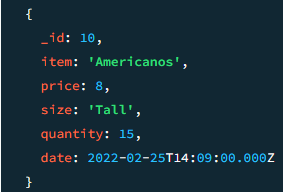 {
_id: 10,
item: 'Americanos',
price: 8,
size: 'Tall',
quantity: 15,
date: 2022-02-25T14:09:00.000Z
}